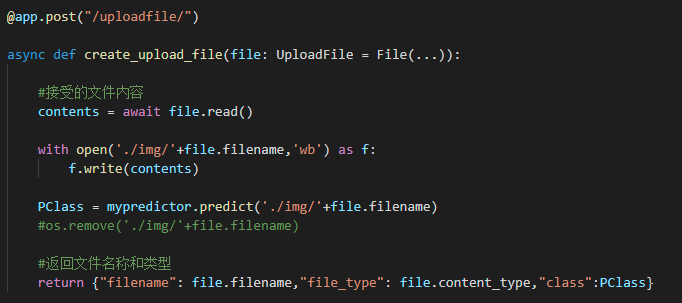 @app.post("/uploadfile/")
async def create_upload_file(file: UploadFile = File(...)):
#接受的文件内容
contents = await file.read()
with open('./img/'+file.filename,'wb') as f:
f.write(contents)
PClass = mypredictor.predict('./img/'+file.filename)
#os.remove('./img/'+file.filename)
#返回文件名称和类型
return {"filename": file.filename,"file_type": file.content_type,"class":PClass}